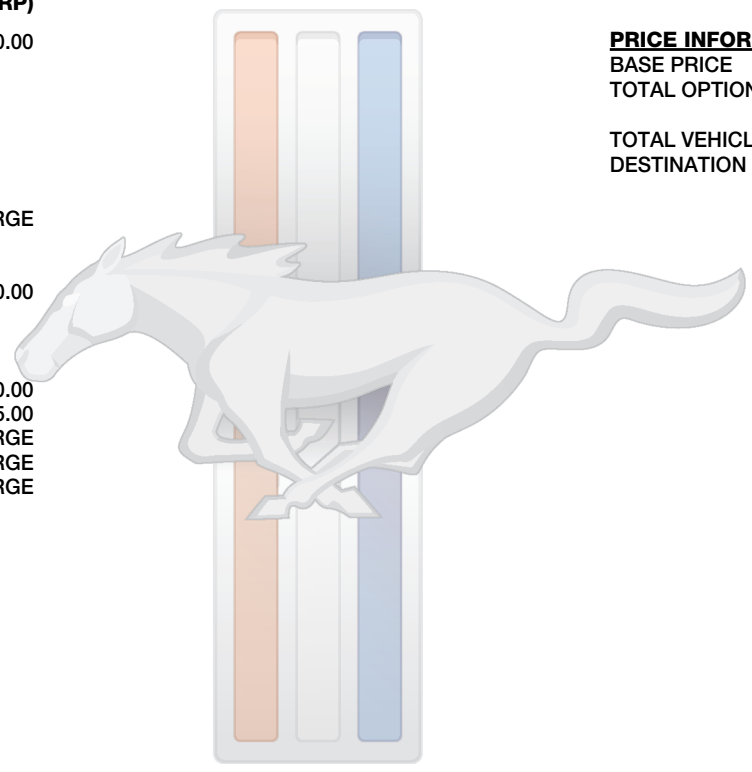 RP)
0.00
RGE
0.00
0.00
5.00
RGE
RGE
RGE
PRICE INFOR
BASE PRICE
TOTAL OPTION
TOTAL VEHICL
DESTINATION